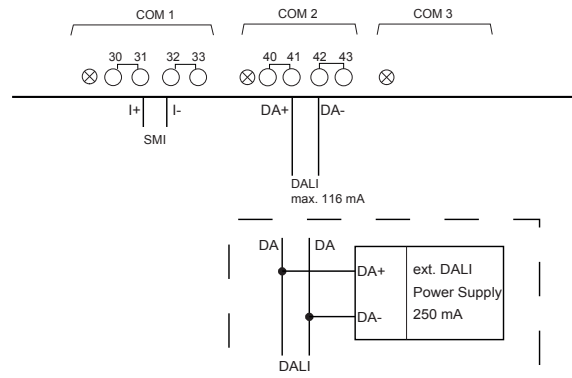 COM 1 COM 2 COM 3
30 31 32 33 40 41 42 43
I+ I- DA+ DA-
SMI
DALI
max. 116 mA
DA DA
DA+ ext. DALI
Power Supply
DA- 250 mA
DALI